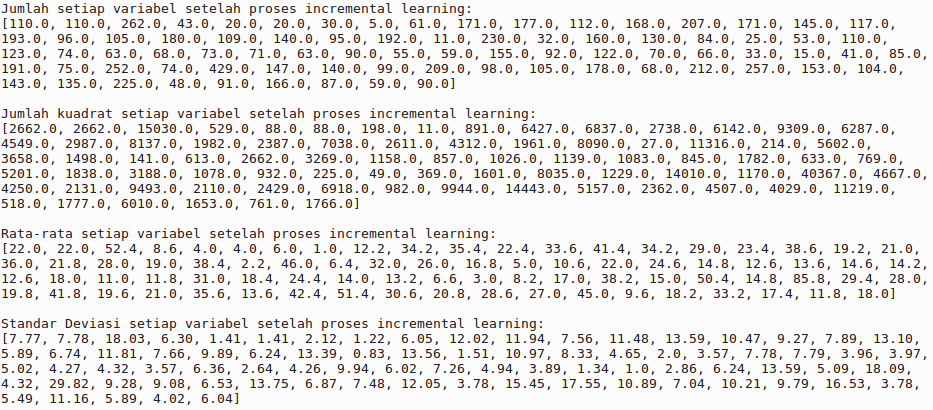 Jumlah setiap variabel setelah proses incremental learning:
[110.0, 110.0, 262.0, 43.0, 20.0, 20.0, 30.0, 5.0, 61.0, 171.0, 177.0, 112.0, 168.0, 207.0, 171.0, 145.0, 117.0,
193.0, 96.0, 105.0, 180.0, 109.0, 140.0, 95.0, 192.0, 11.0, 230.0, 32.0, 160.0, 130.0, 84.0, 25.0, 53.0, 110.0,
123.0, 74.0, 63.0, 68.0, 73.0, 71.0, 63.0, 90.0, 55.0, 59.0, 155.0, 92.0, 122.0, 70.0, 66.0, 33.0, 15.0, 41.0, 85.0,
191.0, 75.0, 252.0, 74.0, 429.0, 147.0, 140.0, 99.0, 209.0, 98.0, 105.0, 178.0, 68.0, 212.0, 257.0, 153.0, 104.0,
143.0, 135.0, 225.0, 48.0, 91.0, 166.0, 87.0, 59.0, 90.0]
Jumlah kuadrat setiap variabel setelah proses incremental learning:
[2662.0, 2662.0, 15030.0, 529.0, 88.0, 88.0, 198.0, 11.0, 891.0, 6427.0, 6837.0, 2738.0, 6142.0, 9309.0, 6287.0,
4549.0, 2987.0, 8137.0, 1982.0, 2387.0, 7038.0, 2611.0, 4312.0, 1961.0, 8090.0, 27.0, 11316.0, 214.0, 5602.0,
3658.0, 1498.0, 141.0, 613.0, 2662.0, 3269.0, 1158.0, 857.0, 1026.0, 1139.0, 1083.0, 845.0, 1782.0, 633.0, 769.0,
5201.0, 1838.0, 3188.0, 1078.0, 932.0, 225.0, 49.0, 369.0, 1601.0, 8035.0, 1229.0, 14010.0, 1170.0, 40367.0, 4667.0,
4250.0, 2131.0, 9493.0, 2110.0, 2429.0, 6918.0, 982.0, 9944.0, 14443.0, 5157.0, 2362.0, 4507.0, 4029.0, 11219.0,
518.0, 1777.0, 6010.0, 1653.0, 761.0, 1766.0]
Rata-rata setiap variabel setelah proses incremental learning:
[22.0, 22.0, 52.4, 8.6, 4.0, 4.0, 6.0, 1.0, 12.2, 34.2, 35.4, 22.4, 33.6, 41.4, 34.2, 29.0, 23.4, 38.6, 19.2, 21.0,
36.0, 21.8, 28.0, 19.0, 38.4, 2.2, 46.0, 6.4, 32.0, 26.0, 16.8, 5.0, 10.6, 22.0, 24.6, 14.8, 12.6, 13.6, 14.6, 14.2,
12.6, 18.0, 11.0, 11.8, 31.0, 18.4, 24.4, 14.0, 13.2, 6.6, 3.0, 8.2, 17.0, 38.2, 15.0, 50.4, 14.8, 85.8, 29.4, 28.0,
19.8, 41.8, 19.6, 21.0, 35.6, 13.6, 42.4, 51.4, 30.6, 20.8, 28.6, 27.0, 45.0, 9.6, 18.2, 33.2, 17.4, 11.8, 18.0]
Standar Deviasi setiap variabel setelah proses incremental learning:
[7.77, 7.78, 18.03, 6.30, 1.41, 1.41, 2.12, 1.22, 6.05, 12.02, 11.94, 7.56, 11.48, 13.59, 10.47, 9.27, 7.89, 13.10,
5.89, 6.74, 11.81, 7.66, 9.89, 6.24, 13.39, 0.83, 13.56, 1.51, 10.97, 8.33, 4.65, 2.0, 3.57, 7.78, 7.79, 3.96, 3.97,
5.02, 4.27, 4.32, 3.57, 6.36, 2.64, 4.26, 9.94, 6.02, 7.26, 4.94, 3.89, 1.34, 1.0, 2.86, 6.24, 13.59, 5.09, 18.09,
4.32, 29.82, 9.28, 9.08, 6.53, 13.75, 6.87, 7.48, 12.05, 3.78, 15.45, 17.55, 10.89, 7.04, 10.21, 9.79, 16.53, 3.78,
5.49, 11.16, 5.89, 4.02, 6.04]